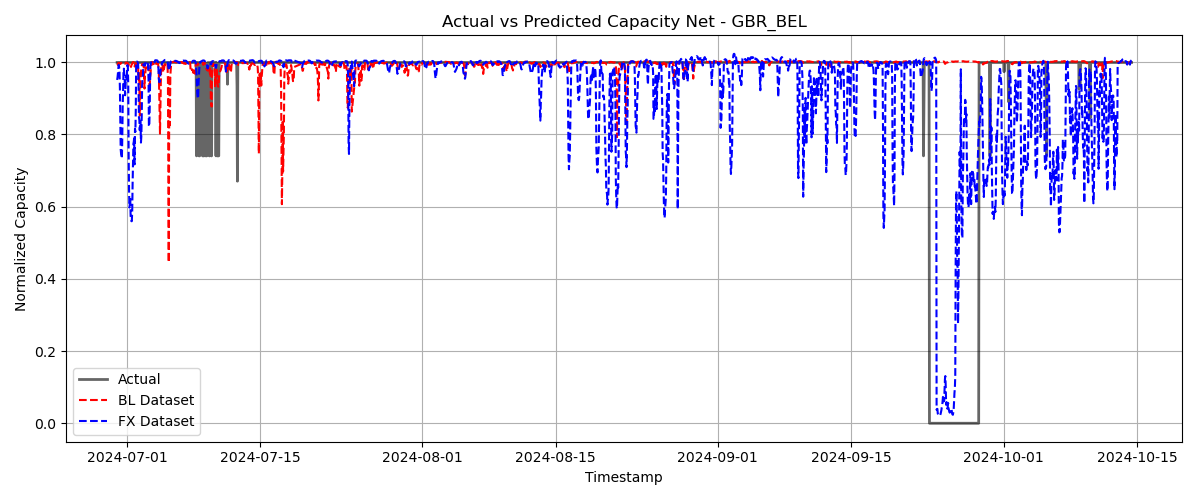 Actual vs Predicted Capacity Net - GBR_BEL
Normalized Capacity
1.0
0.8
0.6
0.4
0.2
0.0
Actual
BL Dataset
FX Dataset
2024-07-01
2024-07-15
2024-08-01
2024-08-15
2024-09-01
2024-09-15
2024-10-01
2024-10-15
Timestamp